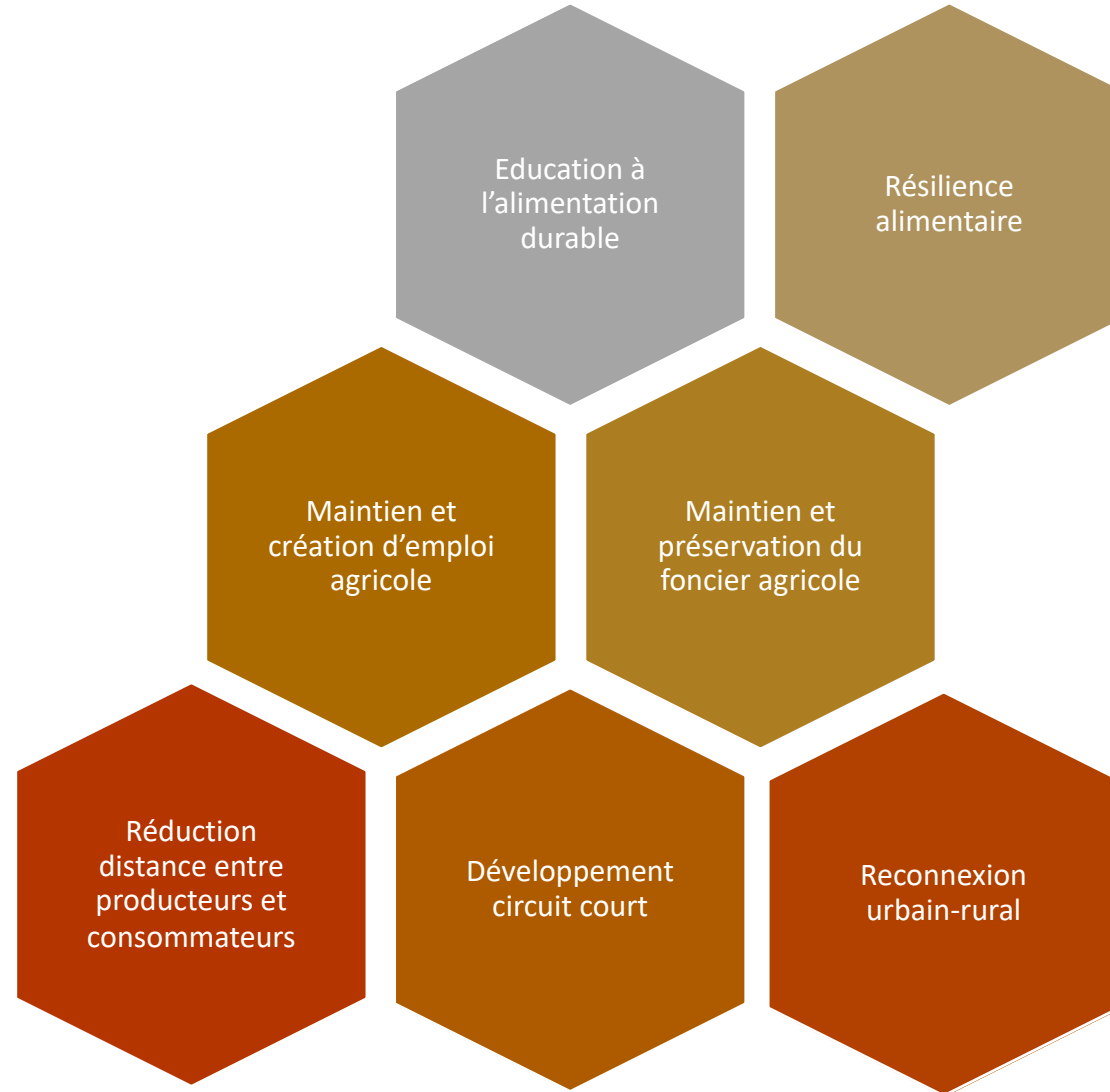 Education à
l’alimentation
durable
Résilience
alimentaire
Maintien et
création d’emploi
agricole
Maintien et
préservation du
foncier agricole
Réduction
distance entre
producteurs et
consommateurs
Développement
circuit court
Reconnexion
urbain-rural